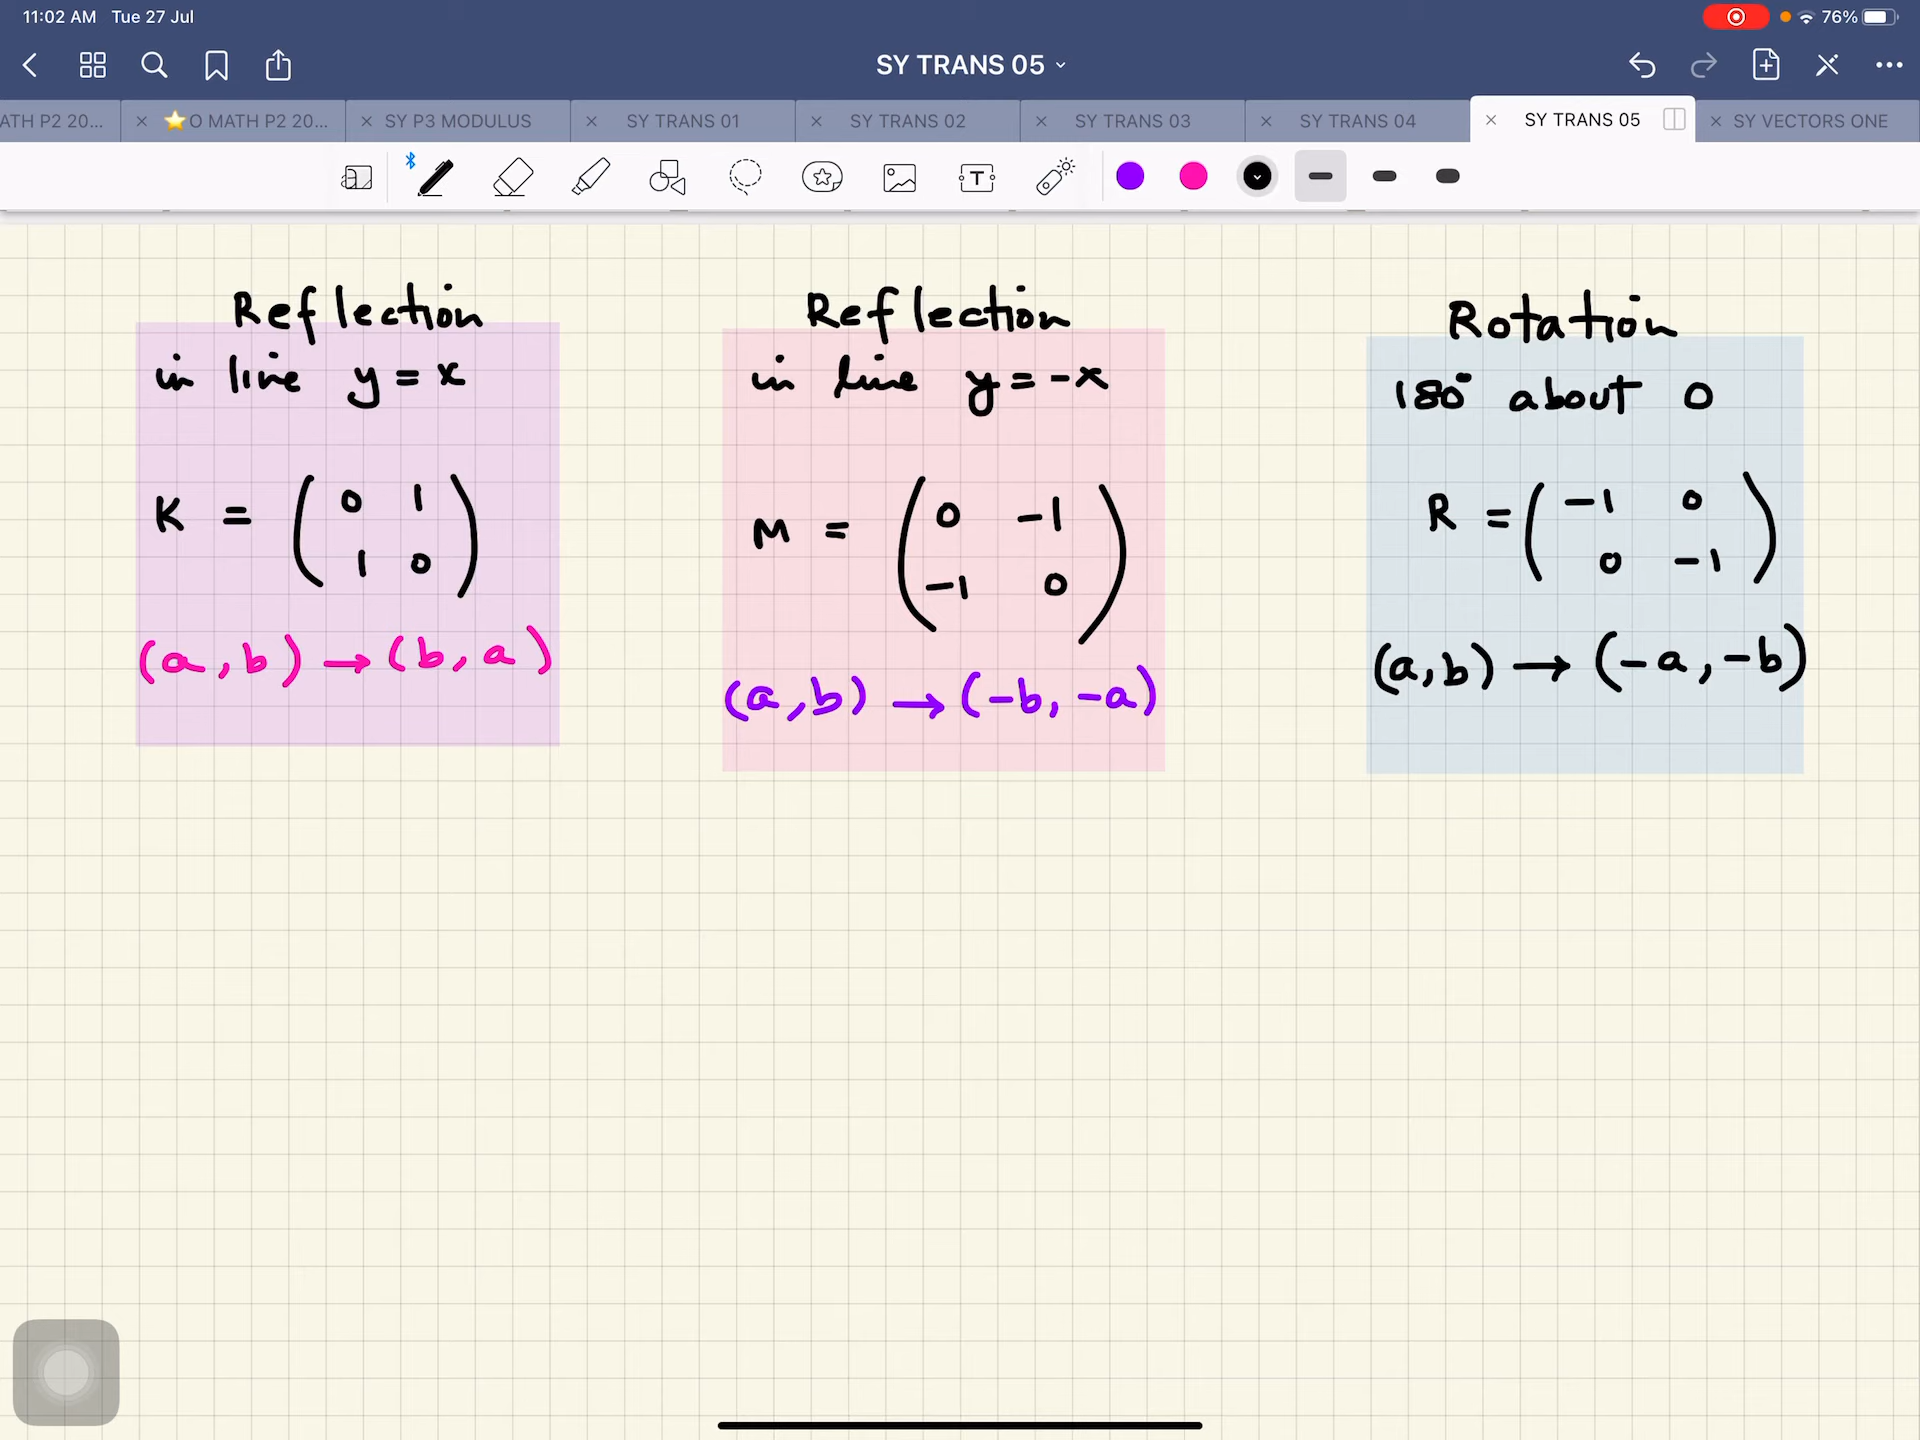 11:02 AM Tue 27 Jul
76%
SY TRANS 05
ATH P2 20...
O MATH P2 20...
SY P3 MODULUS
SY TRANS 01
SY TRANS 02
SY TRANS 03
SY TRANS 04
SY TRANS 05
SY VECTORS ONE
Reflection
in line y = x
K = ( 0 1
1 0 )
(a, b) → (b, a)
Reflection
in line y = -x
M = ( 0 -1
-1 0 )
(a, b) → (-b, -a)
Rotation
180° about 0
R = ( -1 0
0 -1 )
(a, b) → (-a, -b)